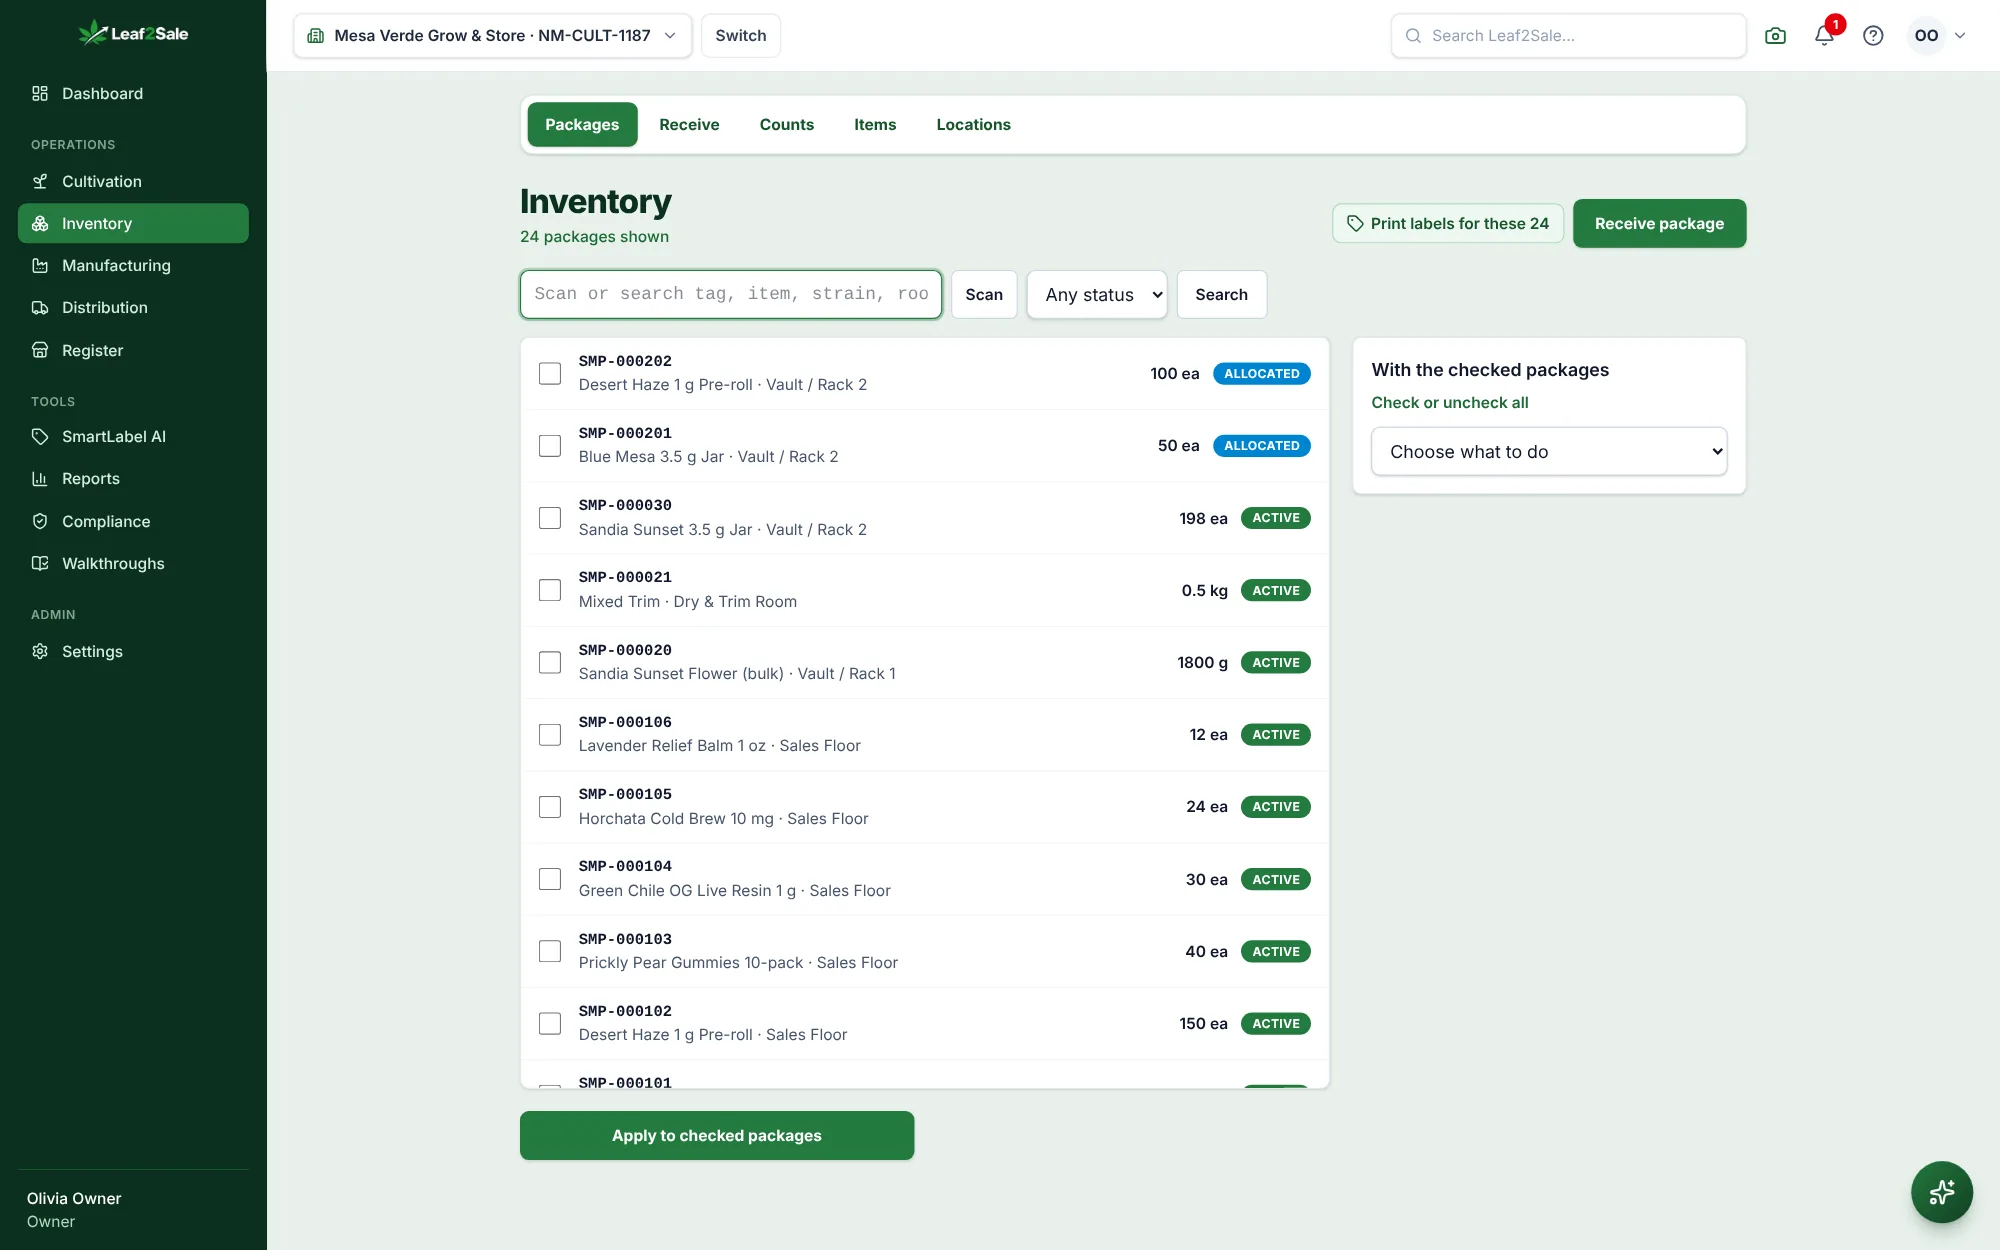 Leaf2Sale
Mesa Verde Grow & Store · NM-CULT-1187
Switch
Search Leaf2Sale...
1
OO
Dashboard
OPERATIONS
Cultivation
Inventory
Manufacturing
Distribution
Register
TOOLS
SmartLabel AI
Reports
Compliance
Walkthroughs
ADMIN
Settings
Olivia Owner
Owner
Packages
Receive
Counts
Items
Locations
Inventory
24 packages shown
Print labels for these 24
Receive package
Scan or search tag, item, strain, roo
Scan
Any status
Search
SMP-000202
Desert Haze 1 g Pre-roll · Vault / Rack 2
100 ea
ALLOCATED
SMP-000201
Blue Mesa 3.5 g Jar · Vault / Rack 2
50 ea
ALLOCATED
SMP-000030
Sandia Sunset 3.5 g Jar · Vault / Rack 2
198 ea
ACTIVE
SMP-000021
Mixed Trim · Dry & Trim Room
0.5 kg
ACTIVE
SMP-000020
Sandia Sunset Flower (bulk) · Vault / Rack 1
1800 g
ACTIVE
SMP-000106
Lavender Relief Balm 1 oz · Sales Floor
12 ea
ACTIVE
SMP-000105
Horchata Cold Brew 10 mg · Sales Floor
24 ea
ACTIVE
SMP-000104
Green Chile OG Live Resin 1 g · Sales Floor
30 ea
ACTIVE
SMP-000103
Prickly Pear Gummies 10-pack · Sales Floor
40 ea
ACTIVE
SMP-000102
Desert Haze 1 g Pre-roll · Sales Floor
150 ea
ACTIVE
SMP-000101
With the checked packages
Check or uncheck all
Choose what to do
Apply to checked packages